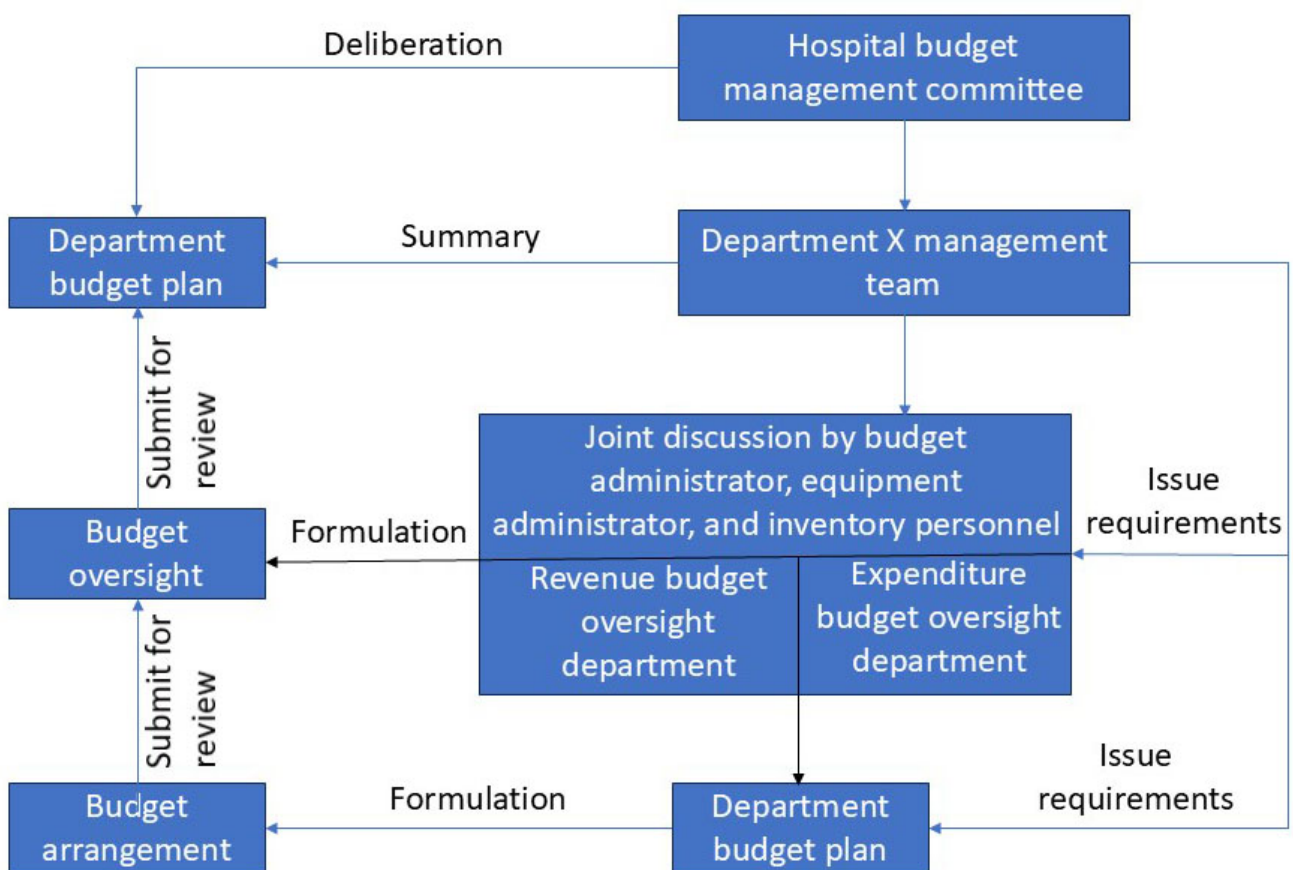 Deliberation
Hospital budget
management committee
Department
budget plan
Summary
Department X management
team
Submit for
review
Joint discussion by budget
administrator, equipment
administrator, and inventory personnel
Issue
requirements
Budget
oversight
Formulation
Revenue budget
oversight
department
Expenditure
budget oversight
department
Submit for
review
Budget
arrangement
Formulation
Department
budget plan
Issue
requirements